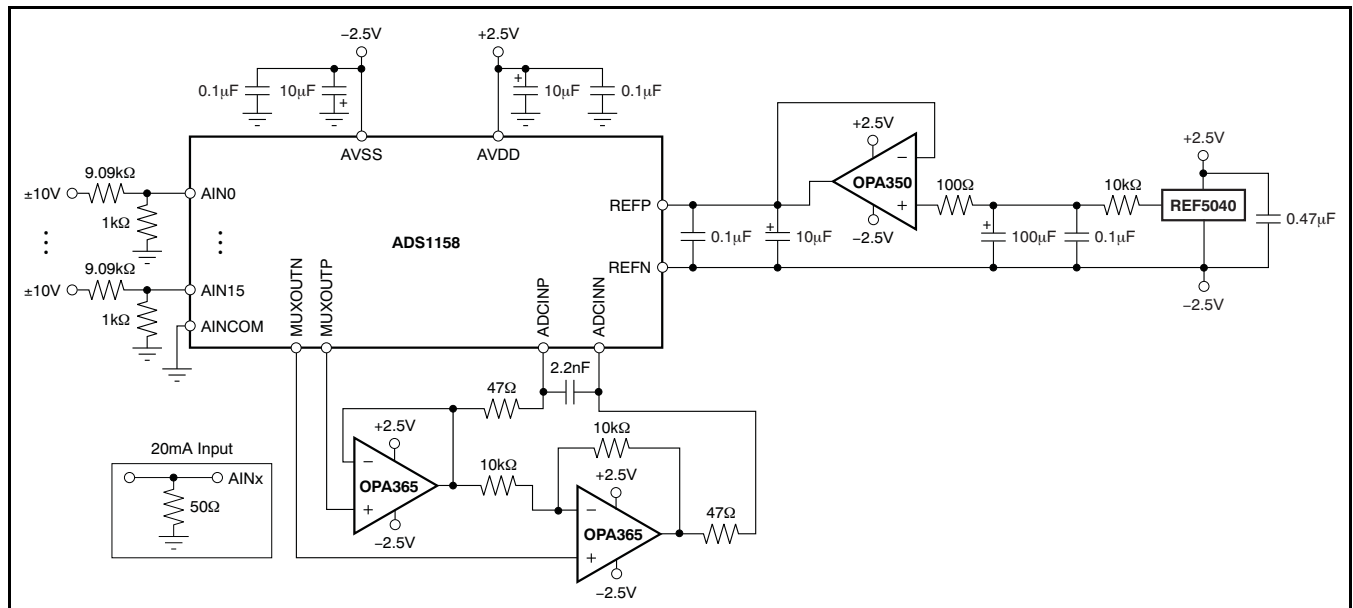 −2.5V
+2.5V
0.1μF
10μF
+
+
10μF
0.1μF
AVSS
AVDD
±10V
9.09kΩ
AIN0
1kΩ
ADS1158
±10V
9.09kΩ
AIN15
1kΩ
AINCOM
MUXOUTN
MUXOUTP
ADCINP
ADCINN
REFP
REFN
0.1μF
+
10μF
+2.5V
−
OPA350
+
−2.5V
100Ω
+
100μF
0.1μF
10kΩ
+2.5V
REF5040
0.47μF
−2.5V
2.2nF
47Ω
+2.5V
−
OPA365
+
−2.5V
10kΩ
10kΩ
+2.5V
−
OPA365
+
−2.5V
47Ω
20mA Input
AINx
50Ω